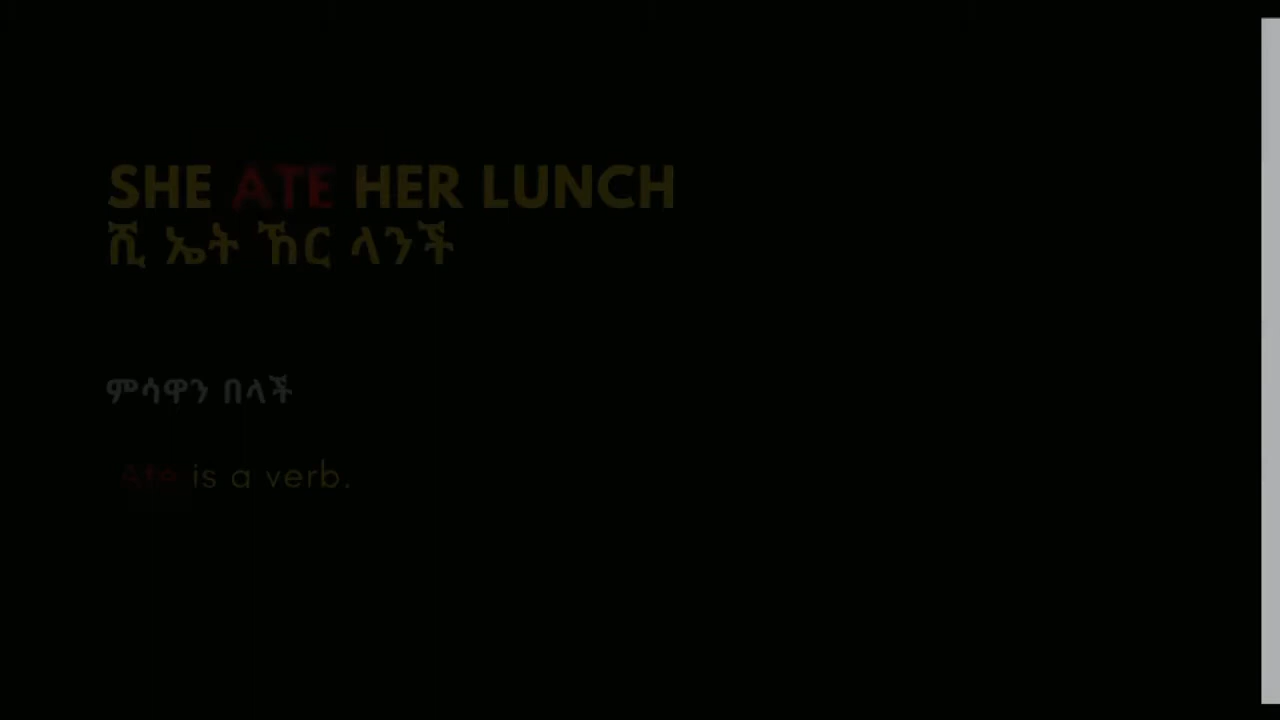 SHE ATE HER LUNCH
ሺ ኤት ኸር ላንች
ምሳዋን በላች
Ate is a verb.